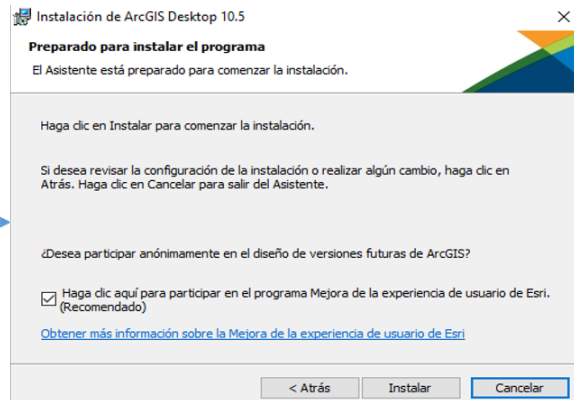 Instalación de ArcGIS Desktop 10.5
Preparado para instalar el programa
El Asistente está preparado para comenzar la instalación.
Haga clic en Instalar para comenzar la instalación.
Si desea revisar la configuración de la instalación o realizar algún cambio, haga clic en
Atrás. Haga clic en Cancelar para salir del Asistente.
¿Desea participar anónimamente en el diseño de versiones futuras de ArcGIS?
Haga clic aquí para participar en el programa Mejora de la experiencia de usuario de Esri.
(Recomendado)
Obtener más información sobre la Mejora de la experiencia de usuario de Esri
< Atrás Instalar Cancelar